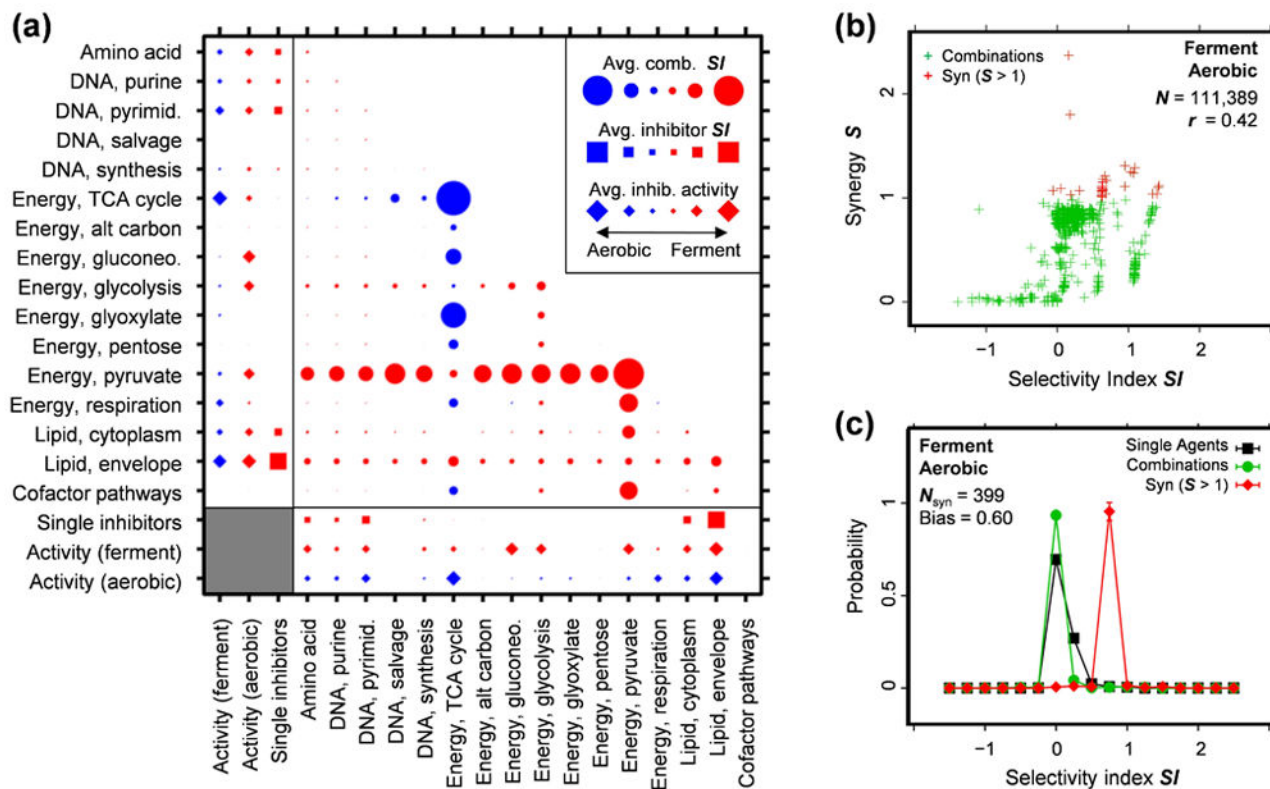 (a)
Amino acid
DNA, purine
DNA, pyrimid.
DNA, salvage
DNA, synthesis
Energy, TCA cycle
Energy, alt carbon
Energy, gluconeo.
Energy, glycolysis
Energy, glyoxylate
Energy, pentose
Energy, pyruvate
Energy, respiration
Lipid, cytoplasm
Lipid, envelope
Cofactor pathways
Single inhibitors
Activity (ferment)
Activity (aerobic)
Avg. comb. SI
Avg. inhibitor SI
Avg. inhib. activity
Aerobic Ferment
Activity (ferment)
Activity (aerobic)
Single inhibitors
Amino acid
DNA, purine
DNA, pyrimid.
DNA, salvage
DNA, synthesis
Energy, TCA cycle
Energy, alt carbon
Energy, gluconeo.
Energy, glycolysis
Energy, glyoxylate
Energy, pentose
Energy, pyruvate
Energy, respiration
Lipid, cytoplasm
Lipid, envelope
Cofactor pathways
(b)
Combinations
Syn (S > 1)
Ferment
Aerobic
N = 111,389
r = 0.42
Synergy S
2
1
0
−1 0 1 2
Selectivity Index SI
(c)
Ferment
Aerobic
Nsyn = 399
Bias = 0.60
Single Agents
Combinations
Syn (S > 1)
Probability
1
0.5
0
−1 0 1 2
Selectivity index SI